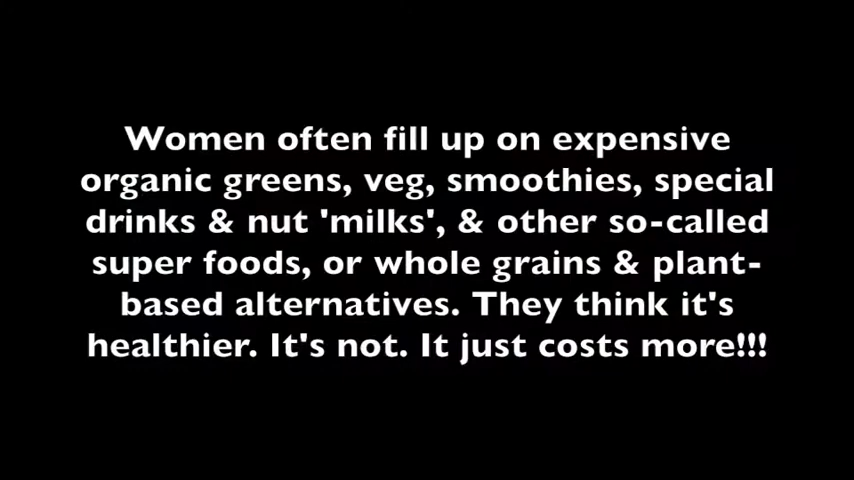 Women often fill up on expensive
organic greens, veg, smoothies, special
drinks & nut 'milks', & other so-called
super foods, or whole grains & plant-
based alternatives. They think it's
healthier. It's not. It just costs more!!!